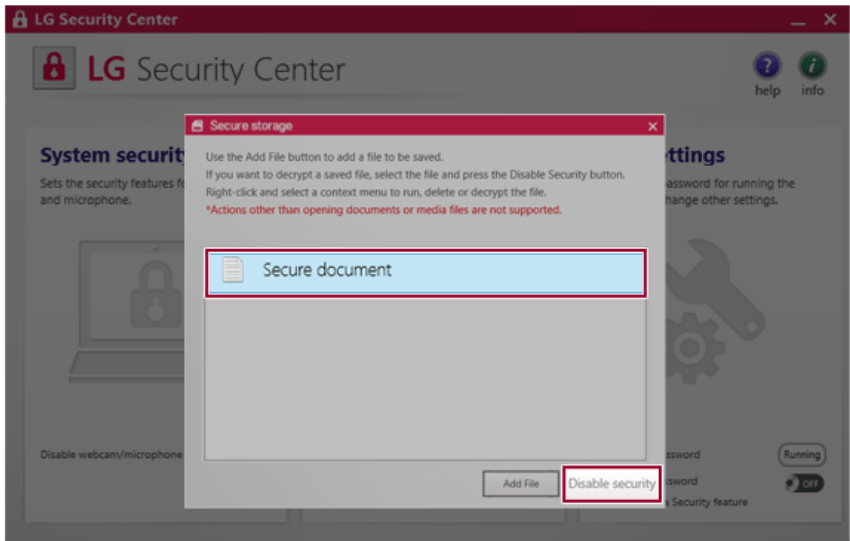 LG Security Center
LG Security Center
help info
Secure storage
System securit
ttings
Use the Add File button to add a file to be saved.
If you want to decrypt a saved file, select the file and press the Disable Security button.
Right-click and select a context menu to run, delete or decrypt the file.
*Actions other than opening documents or media files are not supported.
Sets the security features fo
and microphone.
assword for running the
hange other settings.
Secure document
Disable webcam/microphone
ssword
Running
Add File
Disable security
ssword
OFF
Security feature